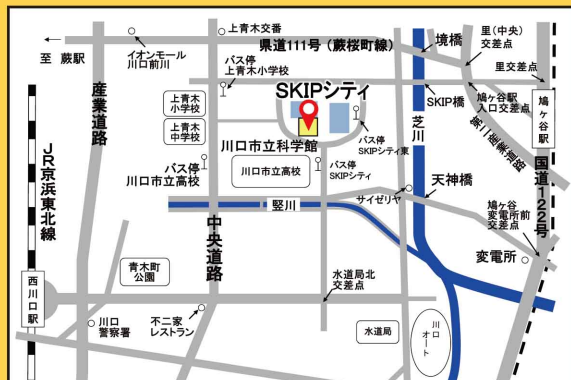 上青木交番
県道111号（蕨桜町線）
境橋
里（中央）
交差点
至 蕨駅
イオンモール
川口前川
バス停
上青木小学校
里交差点
産業道路
SKIPシティ
SKIP橋
鳩ヶ谷駅
入口交差点
鳩ヶ谷駅
上青木
小学校
上青木
中学校
芝川
第二産業道路
バス停
SKIPシティ東
川口市立科学館
バス停
川口市立高校
川口市立高校
バス停
SKIPシティ
国道122号
JR京浜東北線
天神橋
サイゼリヤ
鳩ヶ谷
変電所前
交差点
竪川
中央道路
変電所
青木町
公園
水道局北
交差点
西川口駅
川口
警察署
不二家
レストラン
水道局
川口
オート